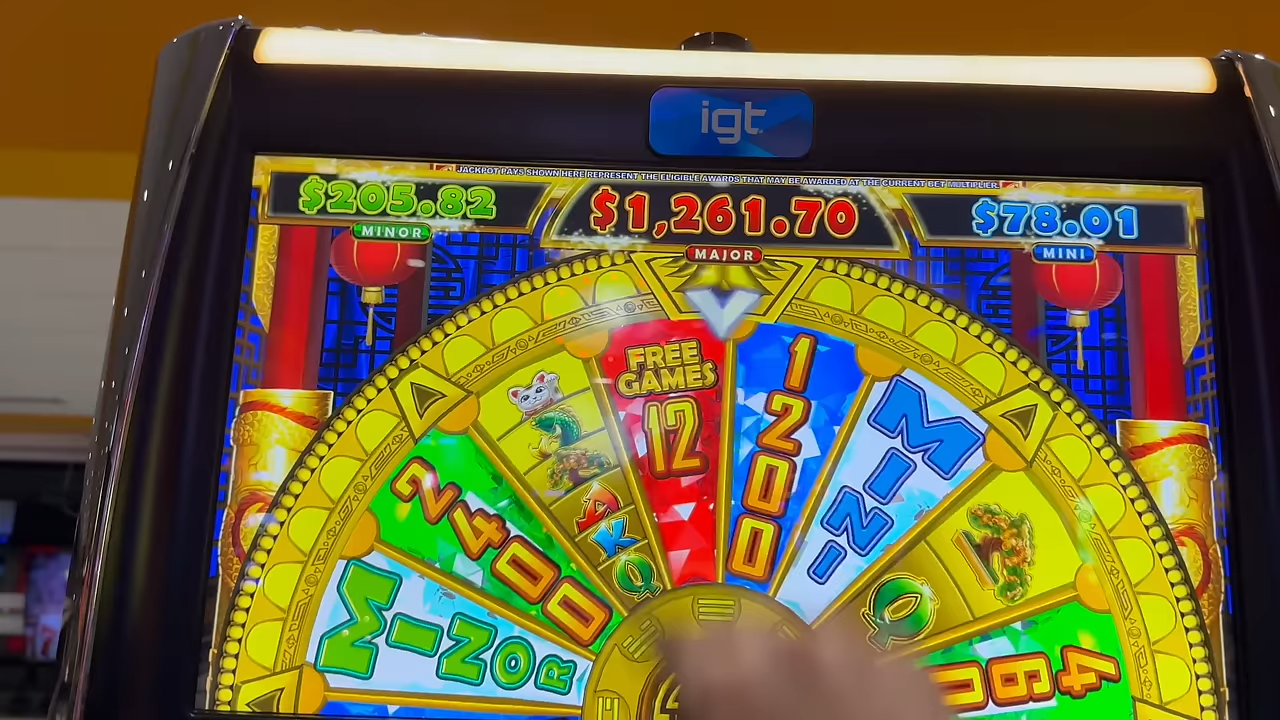 igt
JACKPOT PAYS SHOWN HERE REPRESENT THE ELIGIBLE AWARDS THAT MAY BE AWARDED AT THE CURRENT BET MULTIPLIER.
$205.82
MINOR
$1,261.70
MAJOR
$78.01
MINI
MINOR
2400
A
K
Q
FREE
GAMES
12
1200
MINI
Q